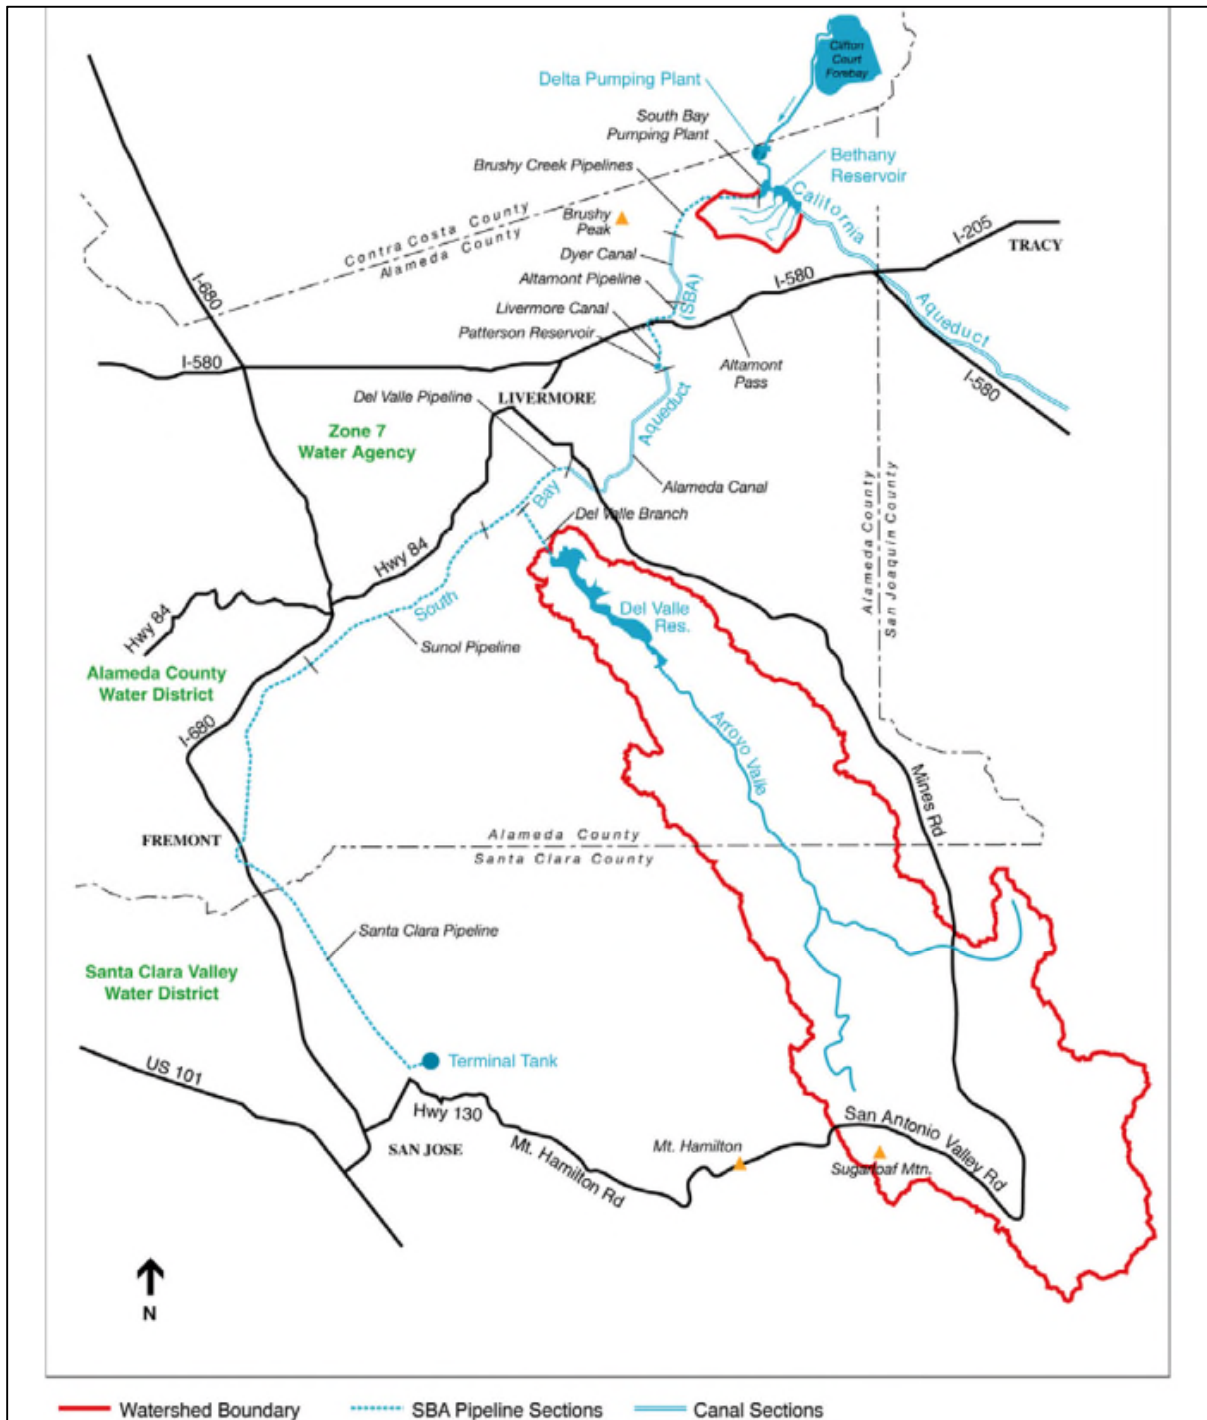 Clifton
Court
Forebay
Delta Pumping Plant
South Bay
Pumping Plant
Bethany
Reservoir
Brushy Creek Pipelines
California
Brushy
Peak
Contra Costa County
Alameda County
I-205
TRACY
Dyer Canal
I-680
Altamont Pipeline
(SBA)
I-580
Aqueduct
Livermore Canal
Patterson Reservoir
I-580
Altamont
Pass
I-580
Del Valle Pipeline
LIVERMORE
Aqueduct
Zone 7
Water Agency
Alameda Canal
Bay
Del Valle Branch
Alameda County
San Joaquin County
Hwy 84
South
Hwy 84
Del Valle
Res.
Sunol Pipeline
Alameda County
Water District
I-680
Arroyo Valle
Mines Rd
FREMONT
Alameda County
Santa Clara County
Santa Clara Pipeline
Santa Clara Valley
Water District
US 101
Terminal Tank
Hwy 130
San Antonio Valley Rd
SAN JOSE
Mt. Hamilton Rd
Mt. Hamilton
Sugarloaf Mtn.
N
Watershed Boundary
SBA Pipeline Sections
Canal Sections